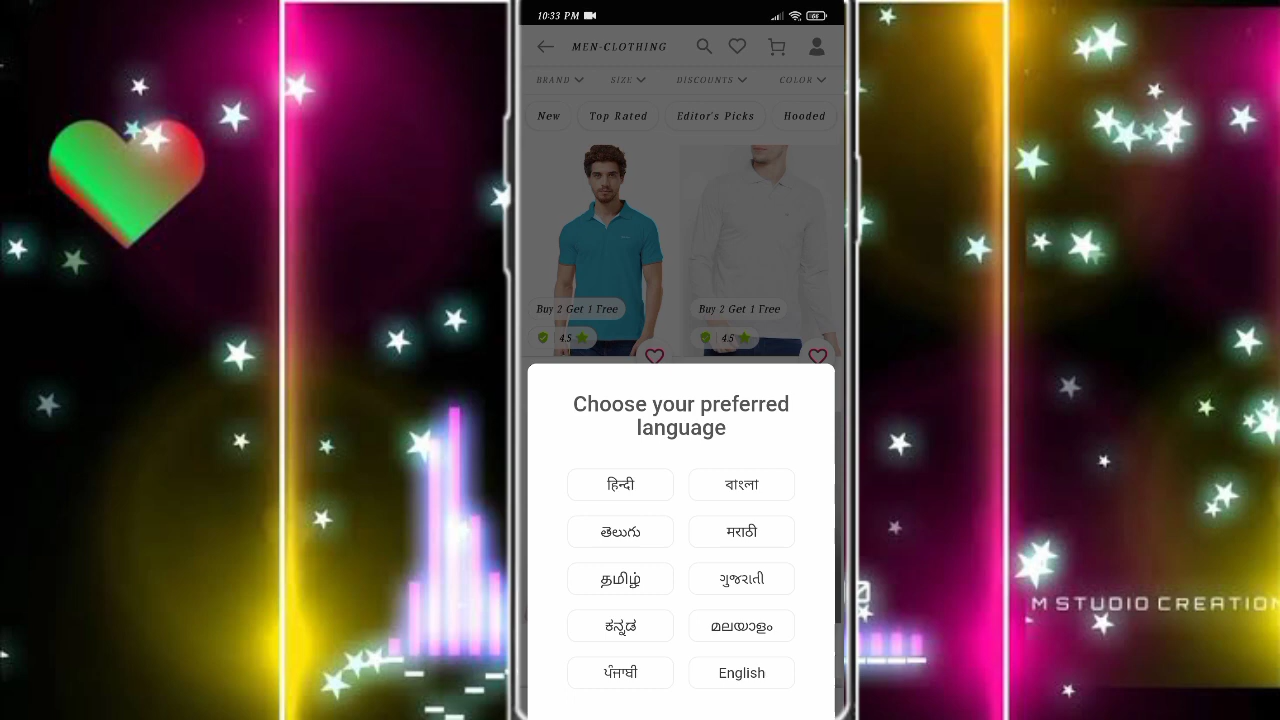 10:33 PM
66
MEN-CLOTHING
BRAND SIZE DISCOUNTS COLOR
New Top Rated Editor's Picks Hooded
Buy 2 Get 1 Free Buy 2 Get 1 Free
4.5 4.5
Choose your preferred
language
हिन्दी বাংলা
తెలుగు मराठी
தமிழ் ગુજરાતી
ಕನ್ನಡ മലയാളം
ਪੰਜਾਬੀ English
M STUDIO CREATION